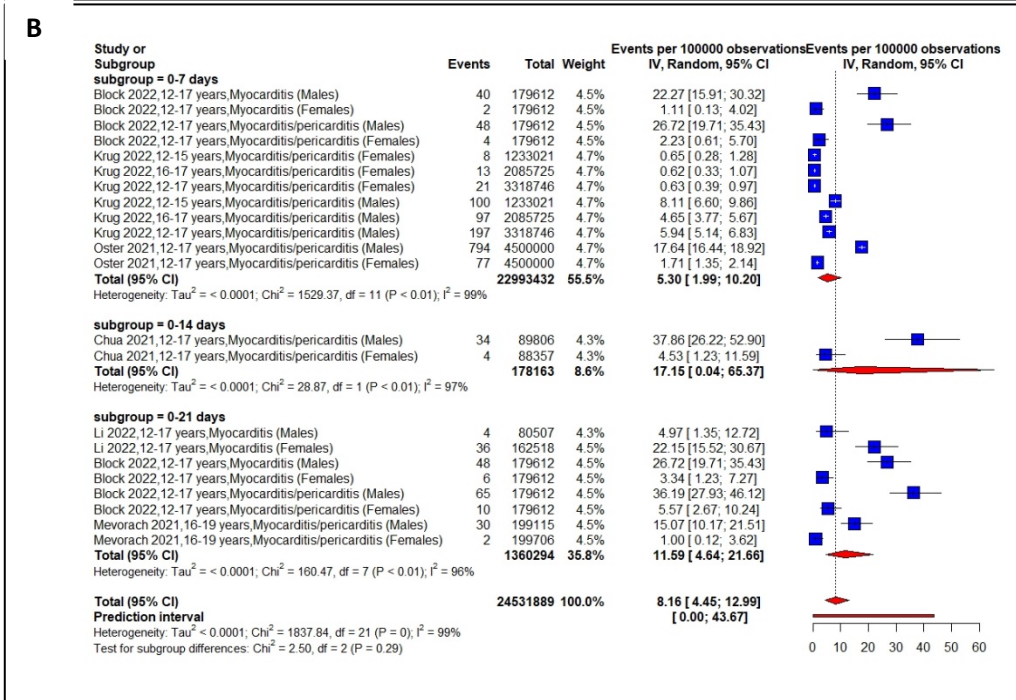 B
Study or Events per 100000 observationsEvents per 100000 observations
Subgroup Events Total Weight IV, Random, 95% CI IV, Random, 95% CI
subgroup = 0-7 days
Block 2022,12-17 years,Myocarditis (Males) 40 179612 4.5% 22.27 [15.91; 30.32]
Block 2022,12-17 years,Myocarditis (Females) 2 179612 4.5% 1.11 [ 0.13; 4.02]
Block 2022,12-17 years,Myocarditis/pericarditis (Males) 48 179612 4.5% 26.72 [19.71; 35.43]
Block 2022,12-17 years,Myocarditis/pericarditis (Females) 4 179612 4.5% 2.23 [ 0.61; 5.70]
Krug 2022,12-15 years,Myocarditis/pericarditis (Females) 8 1233021 4.7% 0.65 [ 0.28; 1.28]
Krug 2022,16-17 years,Myocarditis/pericarditis (Females) 13 2085725 4.7% 0.62 [ 0.33; 1.07]
Krug 2022,12-17 years,Myocarditis/pericarditis (Females) 21 3318746 4.7% 0.63 [ 0.39; 0.97]
Krug 2022,12-15 years,Myocarditis/pericarditis (Males) 100 1233021 4.7% 8.11 [ 6.60; 9.86]
Krug 2022,16-17 years,Myocarditis/pericarditis (Males) 97 2085725 4.7% 4.65 [ 3.77; 5.67]
Krug 2022,12-17 years,Myocarditis/pericarditis (Males) 197 3318746 4.7% 5.94 [ 5.14; 6.83]
Oster 2021,12-17 years,Myocarditis/pericarditis (Males) 794 4500000 4.7% 17.64 [16.44; 18.92]
Oster 2021,12-17 years,Myocarditis/pericarditis (Females) 77 4500000 4.7% 1.71 [ 1.35; 2.14]
Total (95% CI) 22993432 55.5% 5.30 [ 1.99; 10.20]
Heterogeneity: Tau² = < 0.0001; Chi² = 1529.37, df = 11 (P < 0.01); I² = 99%
subgroup = 0-14 days
Chua 2021,12-17 years,Myocarditis/pericarditis (Males) 34 89806 4.3% 37.86 [26.22; 52.90]
Chua 2021,12-17 years,Myocarditis/pericarditis (Females) 4 88357 4.3% 4.53 [ 1.23; 11.59]
Total (95% CI) 178163 8.6% 17.15 [ 0.04; 65.37]
Heterogeneity: Tau² = < 0.0001; Chi² = 28.87, df = 1 (P < 0.01); I² = 97%
subgroup = 0-21 days
Li 2022,12-17 years,Myocarditis (Males) 4 80507 4.3% 4.97 [ 1.35; 12.72]
Li 2022,12-17 years,Myocarditis (Females) 36 162518 4.5% 22.15 [15.52; 30.67]
Block 2022,12-17 years,Myocarditis (Males) 48 179612 4.5% 26.72 [19.71; 35.43]
Block 2022,12-17 years,Myocarditis (Females) 6 179612 4.5% 3.34 [ 1.23; 7.27]
Block 2022,12-17 years,Myocarditis/pericarditis (Males) 65 179612 4.5% 36.19 [27.93; 46.12]
Block 2022,12-17 years,Myocarditis/pericarditis (Females) 10 179612 4.5% 5.57 [ 2.67; 10.24]
Mevorach 2021,16-19 years,Myocarditis/pericarditis (Males) 30 199115 4.5% 15.07 [10.17; 21.51]
Mevorach 2021,16-19 years,Myocarditis/pericarditis (Females) 2 199706 4.5% 1.00 [ 0.12; 3.62]
Total (95% CI) 1360294 35.8% 11.59 [ 4.64; 21.66]
Heterogeneity: Tau² = < 0.0001; Chi² = 160.47, df = 7 (P < 0.01); I² = 96%
Total (95% CI) 24531889 100.0% 8.16 [ 4.45; 12.99]
Prediction interval [ 0.00; 43.67]
Heterogeneity: Tau² < 0.0001; Chi² = 1837.84, df = 21 (P = 0); I² = 99%
Test for subgroup differences: Chi² = 2.50, df = 2 (P = 0.29)
0 10 20 30 40 50 60